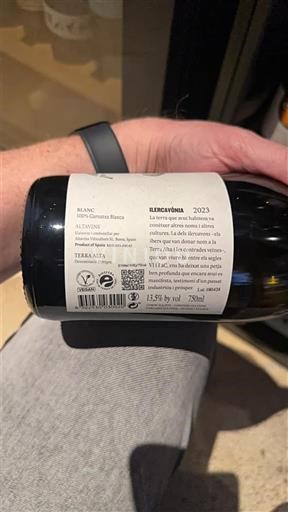 BLANC
100% Garnatxa Blanca
ALTAVINS
Product of Spain
TERRA ALTA
VEGAN
ILERCAVÒNIA 2023
La terra que avui habitem va
conèixer altres noms i altres
cultures. La dels ilercavons -els
ibers que van donar nom a la
Terra Alta i les contrades veïnes-
que van viure-hi entre els segles
VI i I aC, ens ha deixat una petja
ben profunda que encara avui es
manifesta, testimoni d'un passat
industriós i pròsper.
13,5% by vol 750ml